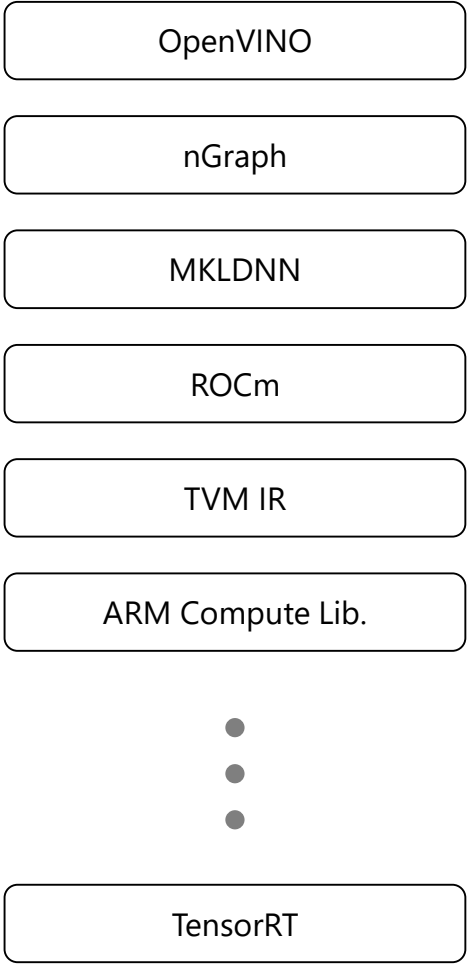 OpenVINO
nGraph
MKLDNN
ROCm
TVM IR
ARM Compute Lib.
TensorRT